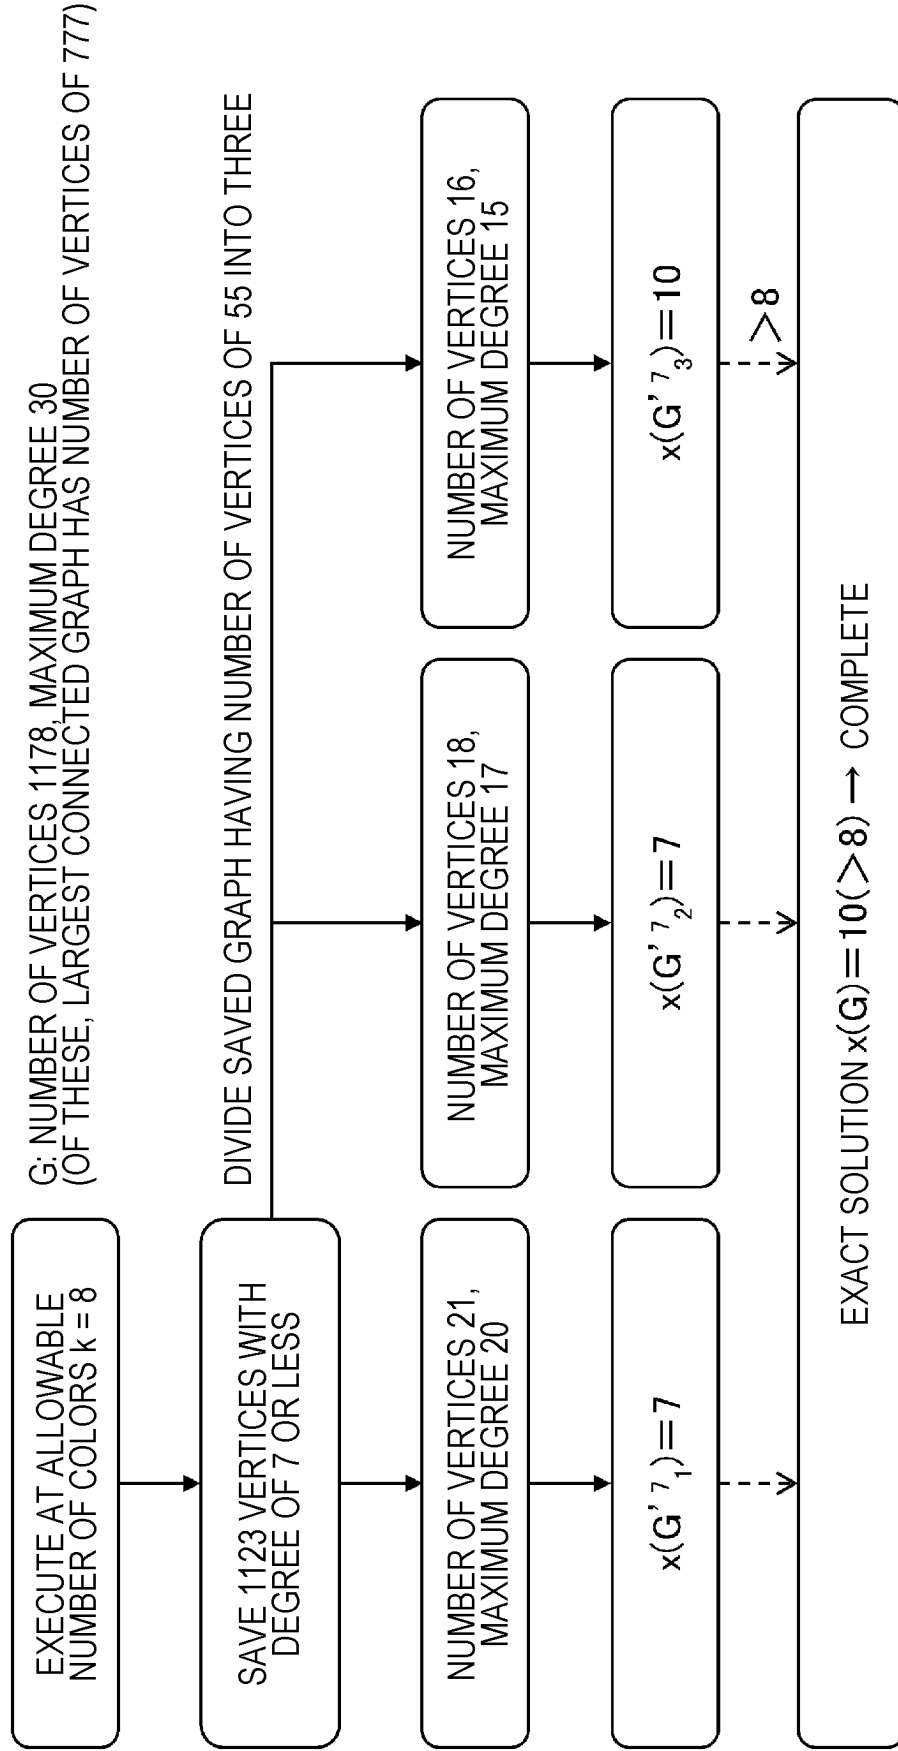 G: NUMBER OF VERTICES 1178, MAXIMUM DEGREE 30
(OF THESE, LARGEST CONNECTED GRAPH HAS NUMBER OF VERTICES OF 777)
EXECUTE AT ALLOWABLE
NUMBER OF COLORS k = 8
DIVIDE SAVED GRAPH HAVING NUMBER OF VERTICES OF 55 INTO THREE
SAVE 1123 VERTICES WITH
DEGREE OF 7 OR LESS
NUMBER OF VERTICES 21,
MAXIMUM DEGREE 20
NUMBER OF VERTICES 18,
MAXIMUM DEGREE 17
NUMBER OF VERTICES 16,
MAXIMUM DEGREE 15
x(G'⁷₁)=7
x(G'⁷₂)=7
x(G'⁷₃)=10
>8
EXACT SOLUTION x(G)=10(>8) → COMPLETE